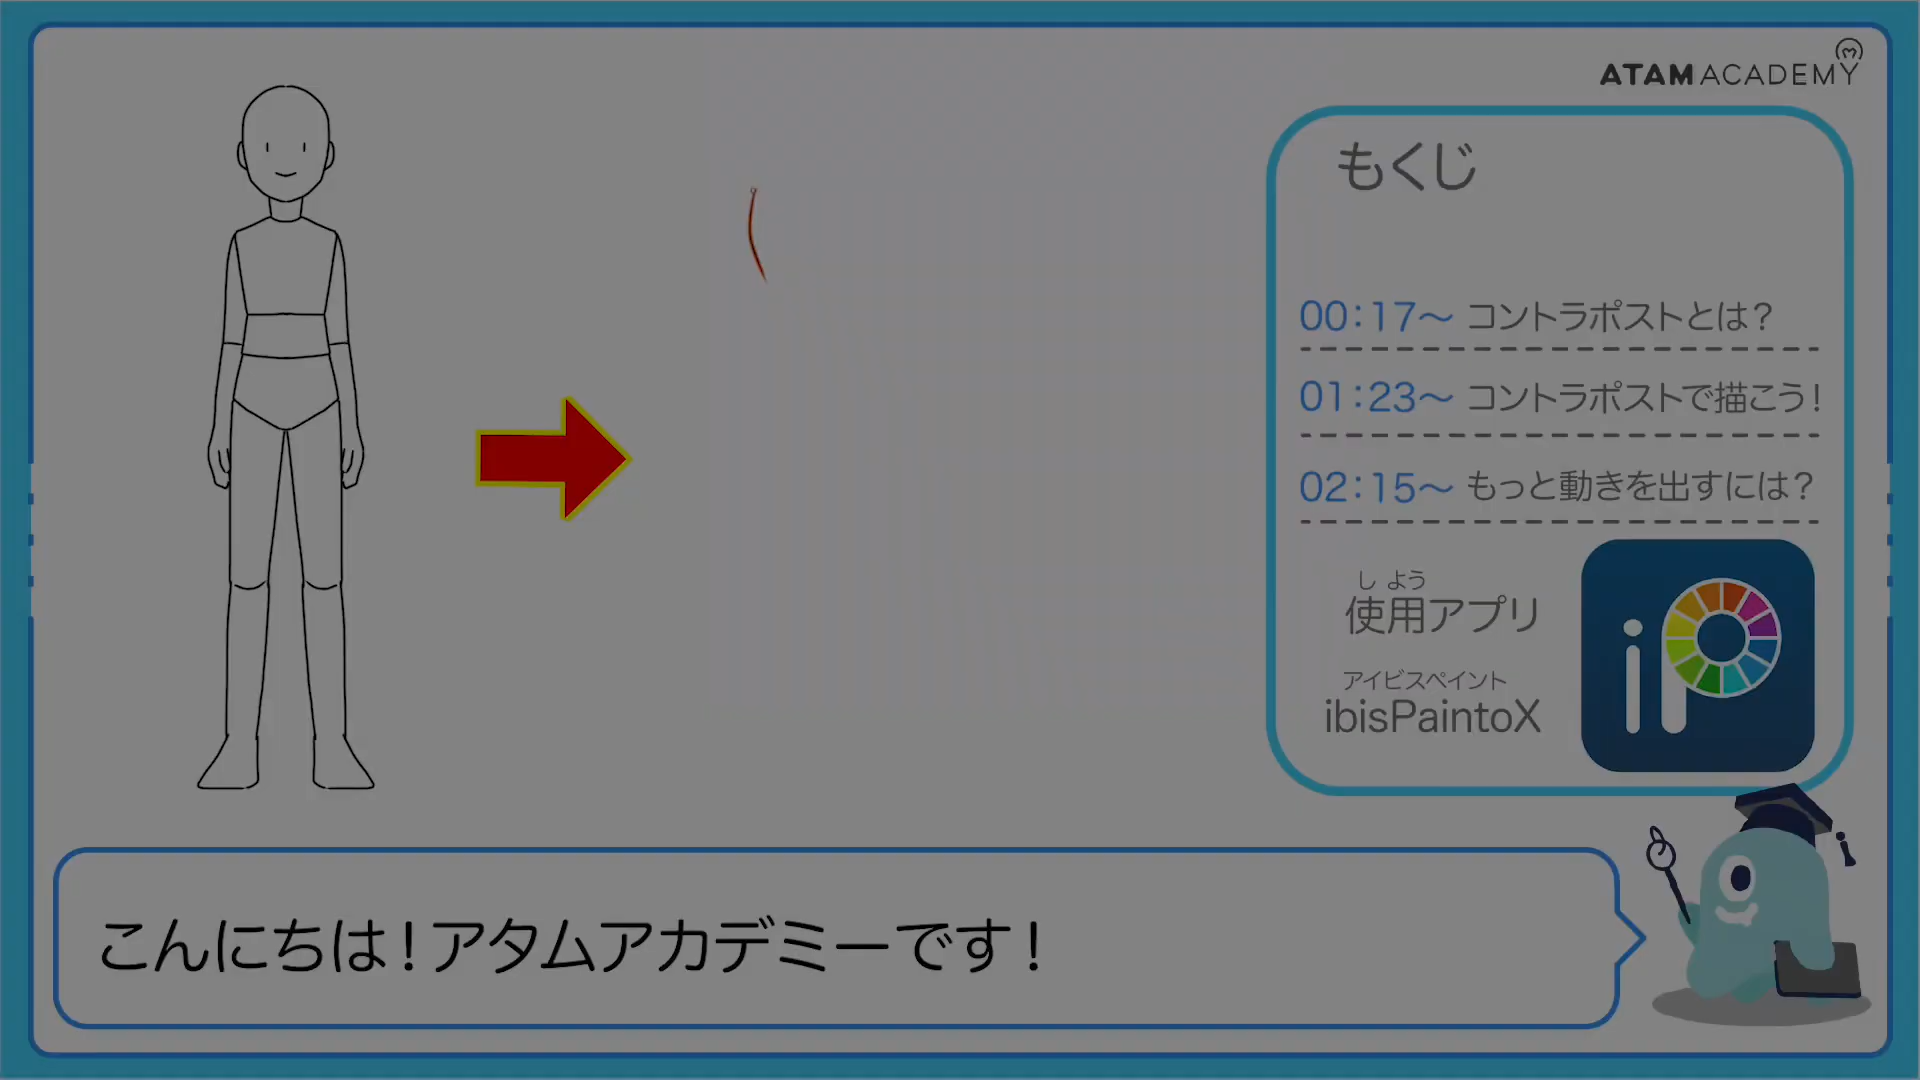 ATAM ACADEMY
もくじ
00:17～ コントラポストとは？
01:23～ コントラポストで描こう！
02:15～ もっと動きを出すには？
し よう
使用アプリ
アイビスペイント
ibisPaintoX
iP
こんにちは！アタムアカデミーです！